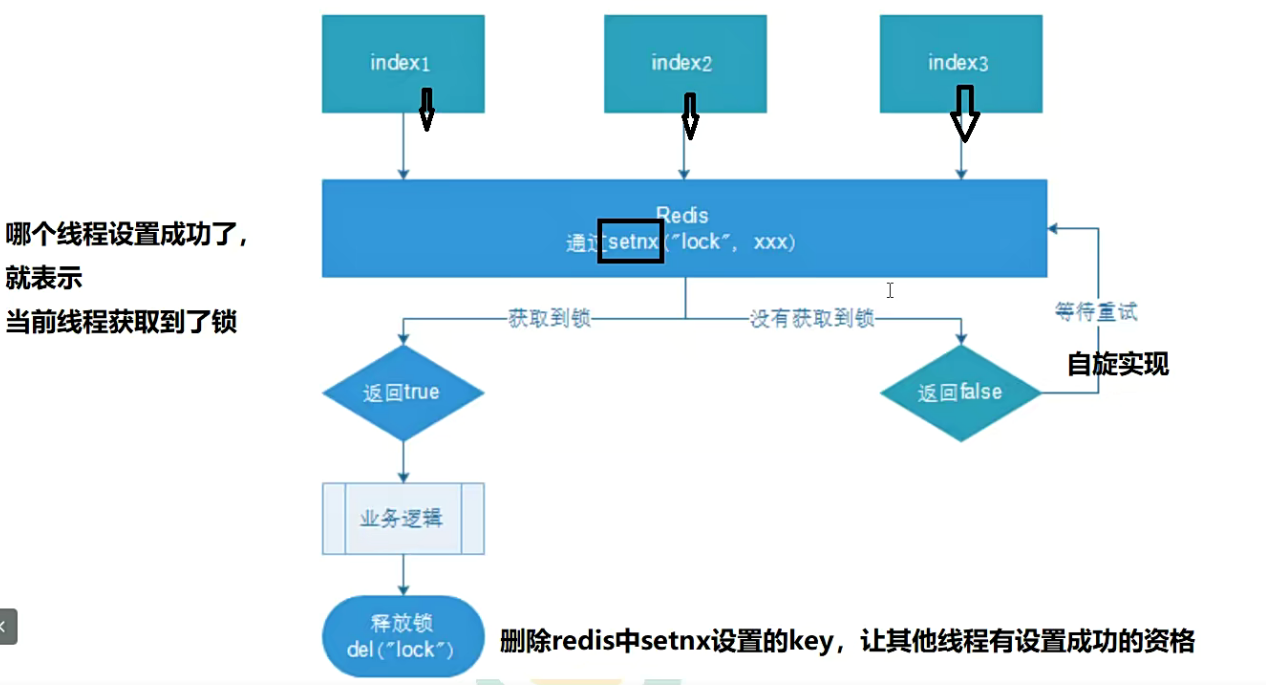 index1
index2
index3
哪个线程设置成功了，
就表示
当前线程获取到了锁
Redis
通过setnx("lock", xxx)
获取到锁
没有获取到锁
等待重试
自旋实现
返回true
返回false
业务逻辑
释放锁
del("lock")
删除redis中setnx设置的key，让其他线程有设置成功的资格